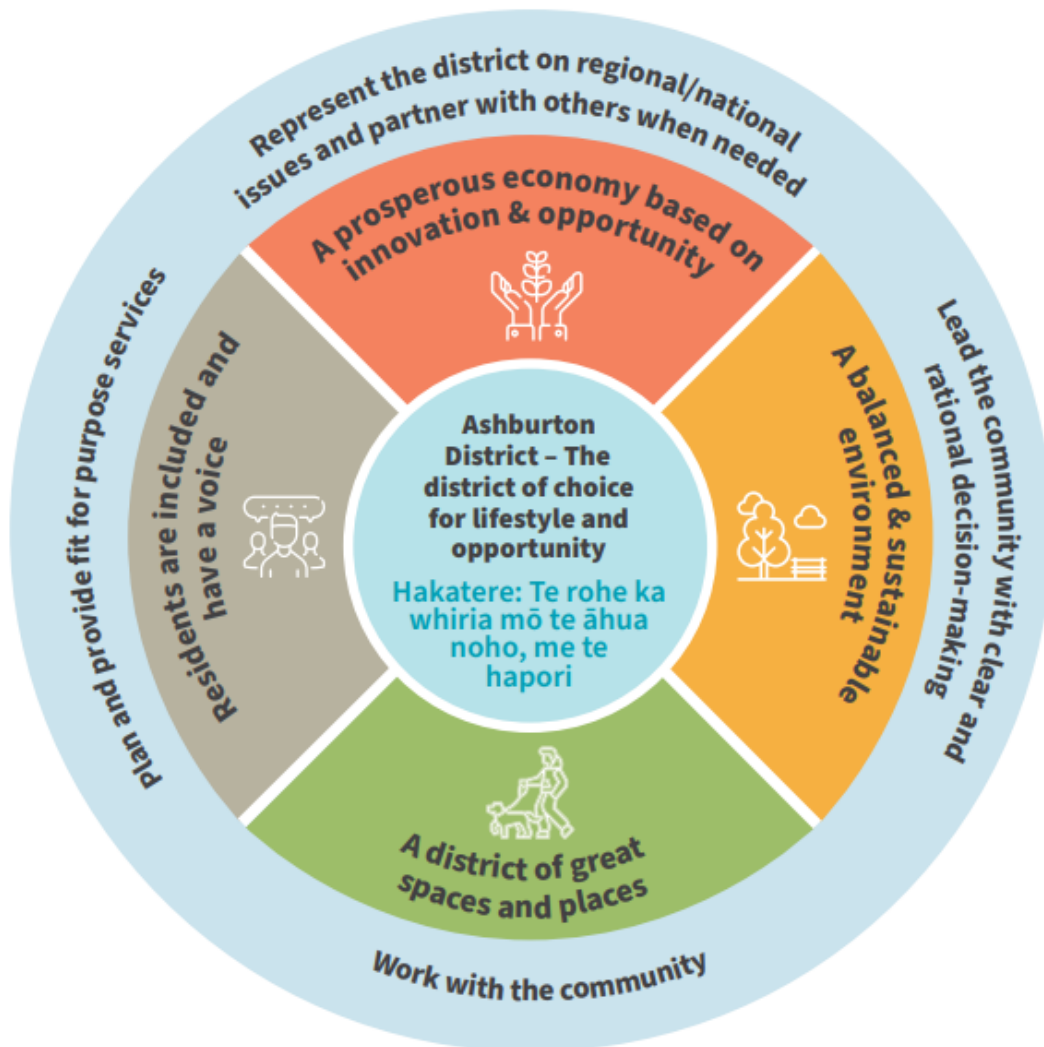 Represent the district on regional/national
issues and partner with others when needed
A prosperous economy based on
innovation & opportunity
Plan and provide fit for purpose services
Residents are included and
have a voice
Ashburton
District – The
district of choice
for lifestyle and
opportunity
Hakatere: Te rohe ka
whiria mō te āhua
noho, me te
hapori
A balanced & sustainable
environment
Lead the community with clear and
rational decision-making
A district of great
spaces and places
Work with the community